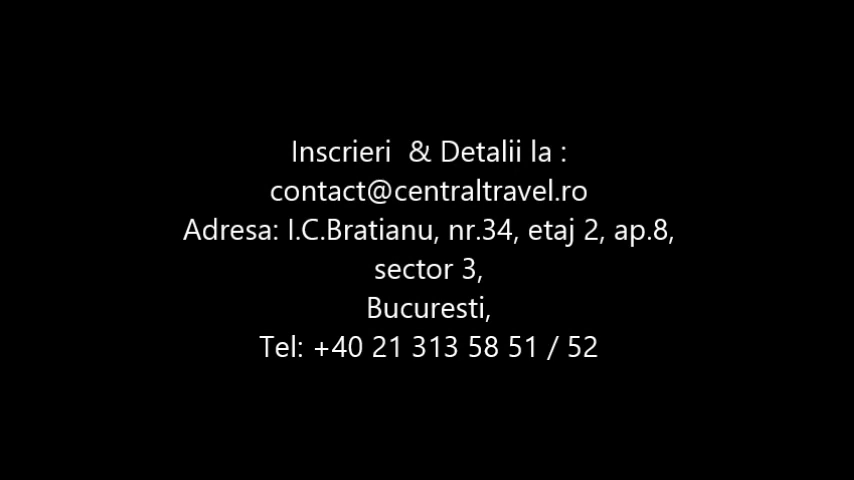 Inscrieri  & Detalii la :
contact@centraltravel.ro
Adresa: I.C.Bratianu, nr.34, etaj 2, ap.8,
sector 3,
Bucuresti,
Tel: +40 21 313 58 51 / 52